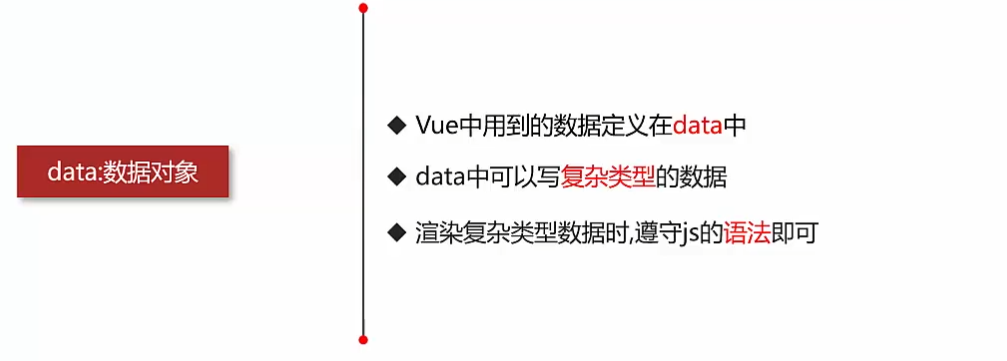 data:数据对象
◆ Vue中用到的数据定义在data中
◆ data中可以写复杂类型的数据
◆ 渲染复杂类型数据时,遵守js的语法即可